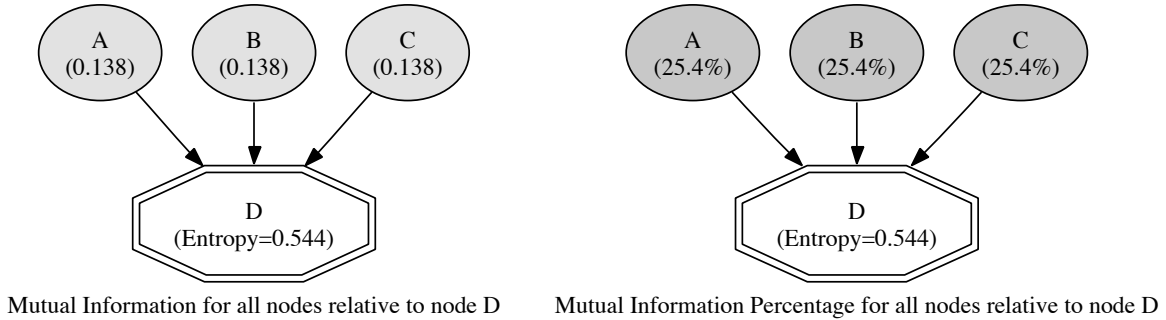 A
(0.138)
B
(0.138)
C
(0.138)
D
(Entropy=0.544)
Mutual Information for all nodes relative to node D
A
(25.4%)
B
(25.4%)
C
(25.4%)
D
(Entropy=0.544)
Mutual Information Percentage for all nodes relative to node D